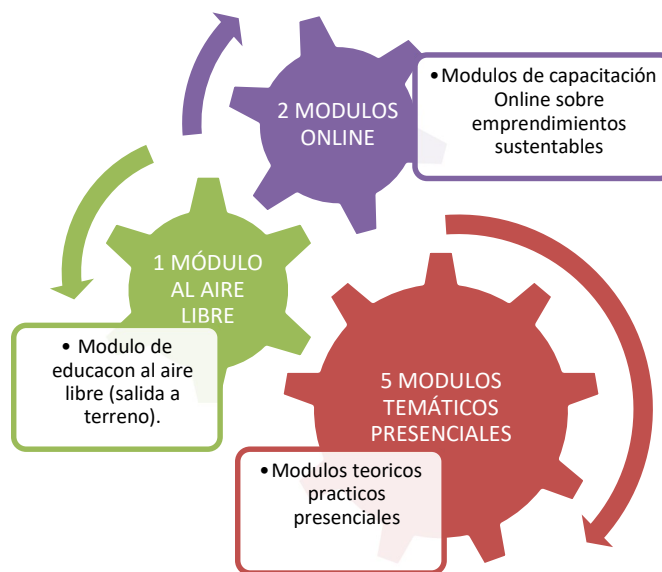 2 MODULOS
ONLINE
• Modulos de capacitación
Online sobre
emprendimientos
sustentables
1 MÓDULO
AL AIRE
LIBRE
• Modulo de
educacon al aire
libre (salida a
terreno).
5 MODULOS
TEMÁTICOS
PRESENCIALES
• Modulos teoricos
practicos
presenciales